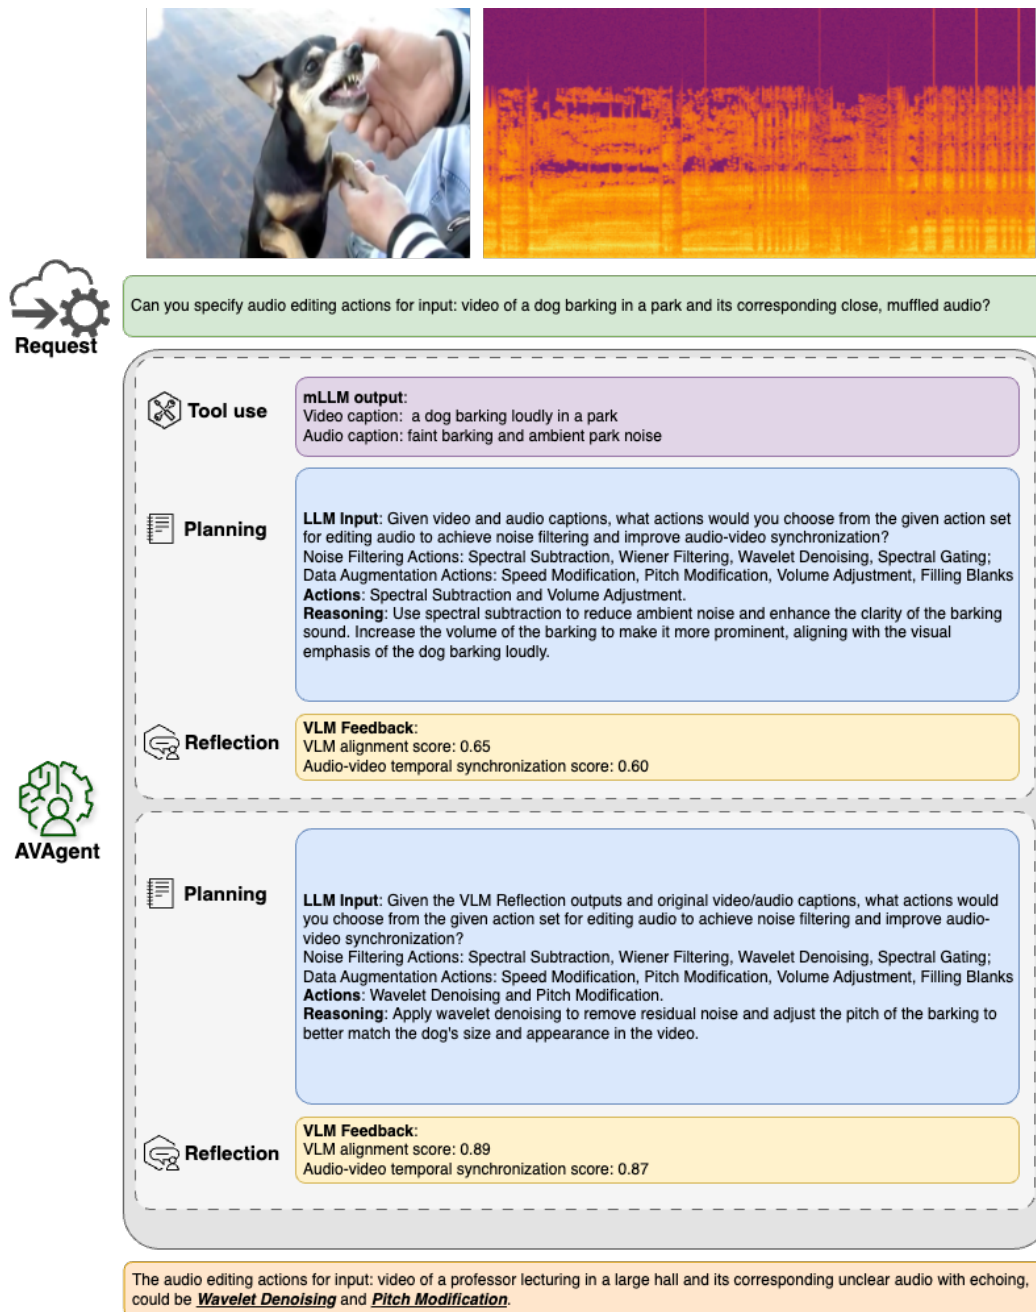 Request
Can you specify audio editing actions for input: video of a dog barking in a park and its corresponding close, muffled audio?
Tool use
mLLM output:
Video caption:  a dog barking loudly in a park
Audio caption: faint barking and ambient park noise
Planning
LLM Input: Given video and audio captions, what actions would you choose from the given action set
for editing audio to achieve noise filtering and improve audio-video synchronization?
Noise Filtering Actions: Spectral Subtraction, Wiener Filtering, Wavelet Denoising, Spectral Gating;
Data Augmentation Actions: Speed Modification, Pitch Modification, Volume Adjustment, Filling Blanks
Actions: Spectral Subtraction and Volume Adjustment.
Reasoning: Use spectral subtraction to reduce ambient noise and enhance the clarity of the barking
sound. Increase the volume of the barking to make it more prominent, aligning with the visual
emphasis of the dog barking loudly.
Reflection
VLM Feedback:
VLM alignment score: 0.65
Audio-video temporal synchronization score: 0.60
AVAgent
Planning
LLM Input: Given the VLM Reflection outputs and original video/audio captions, what actions would
you choose from the given action set for editing audio to achieve noise filtering and improve audio-
video synchronization?
Noise Filtering Actions: Spectral Subtraction, Wiener Filtering, Wavelet Denoising, Spectral Gating;
Data Augmentation Actions: Speed Modification, Pitch Modification, Volume Adjustment, Filling Blanks
Actions: Wavelet Denoising and Pitch Modification.
Reasoning: Apply wavelet denoising to remove residual noise and adjust the pitch of the barking to
better match the dog's size and appearance in the video.
Reflection
VLM Feedback:
VLM alignment score: 0.89
Audio-video temporal synchronization score: 0.87
The audio editing actions for input: video of a professor lecturing in a large hall and its corresponding unclear audio with echoing,
could be Wavelet Denoising and Pitch Modification.